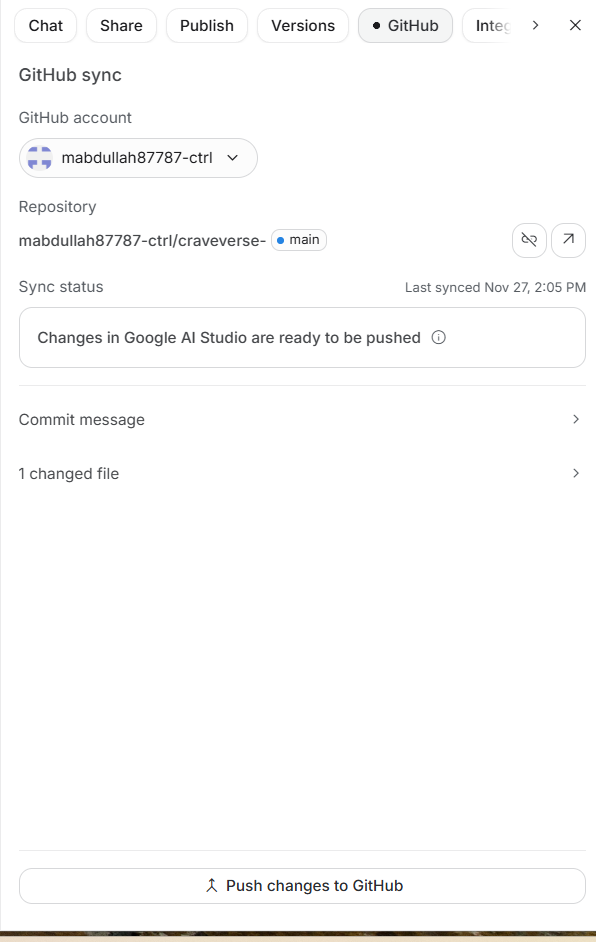 Chat Share Publish Versions GitHub
GitHub sync
GitHub account
mabdullah87787-ctrl
Repository
mabdullah87787-ctrl/craveverse- main
Sync status Last synced Nov 27, 2:05 PM
Changes in Google AI Studio are ready to be pushed
Commit message
1 changed file
Push changes to GitHub